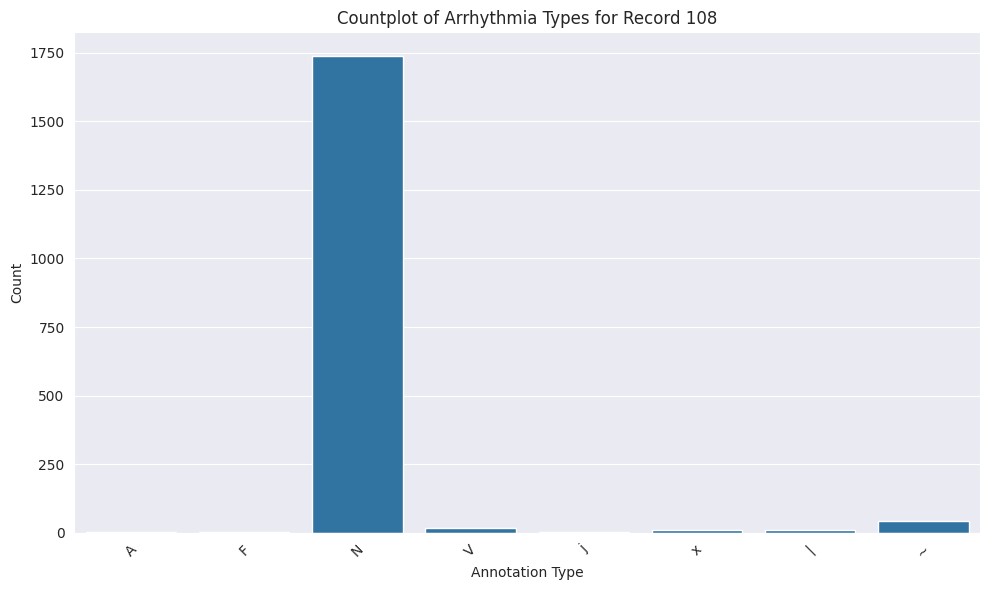 Countplot of Arrhythmia Types for Record 108
1750
1500
1250
1000
750
500
250
0
Count
A
F
N
V
j
x
|
~
Annotation Type